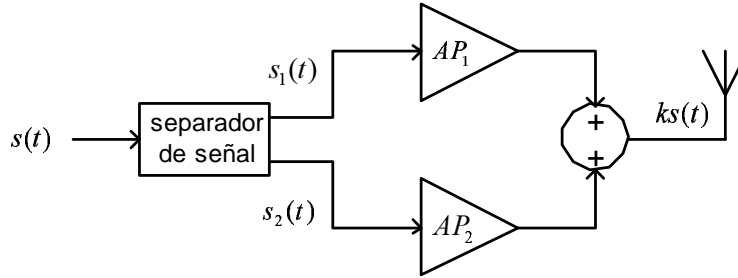 s(t)
separador
de señal
s₁(t)
s₂(t)
AP₁
AP₂
+
+
ks(t)